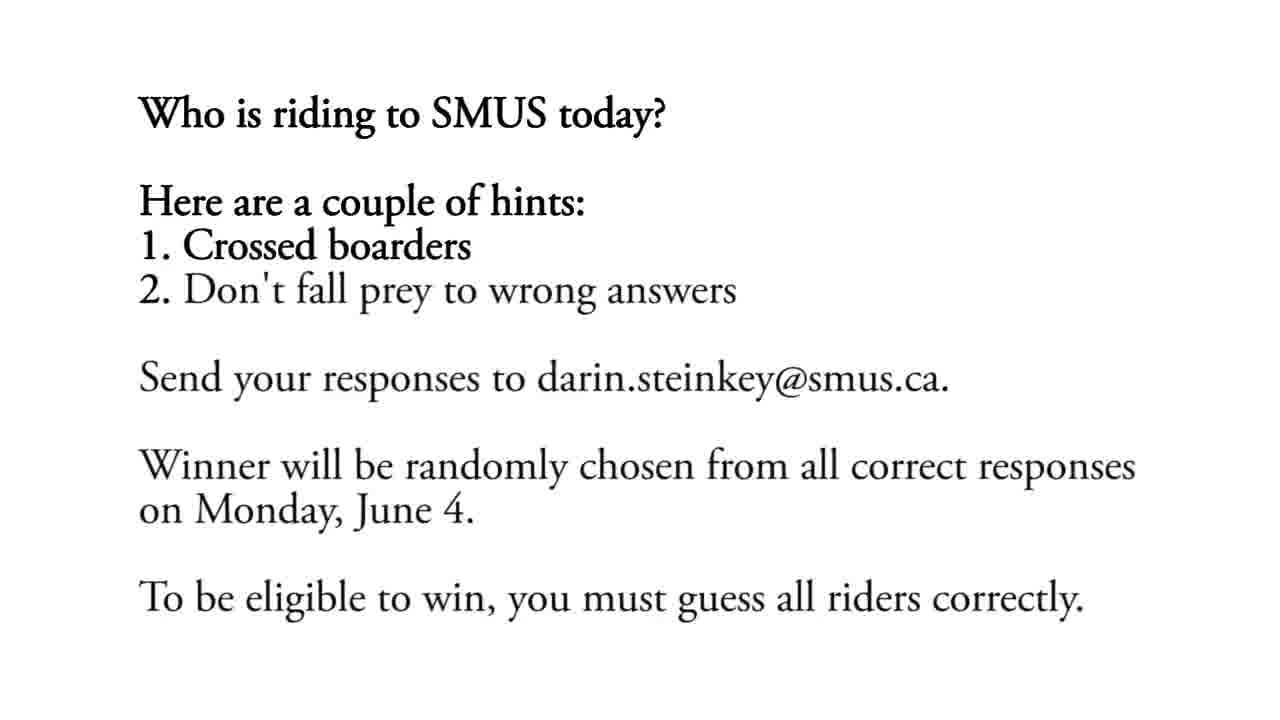 Who is riding to SMUS today?
Here are a couple of hints:
1. Crossed boarders
2. Don't fall prey to wrong answers
Send your responses to darin.steinkey@smus.ca.
Winner will be randomly chosen from all correct responses
on Monday, June 4.
To be eligible to win, you must guess all riders correctly.